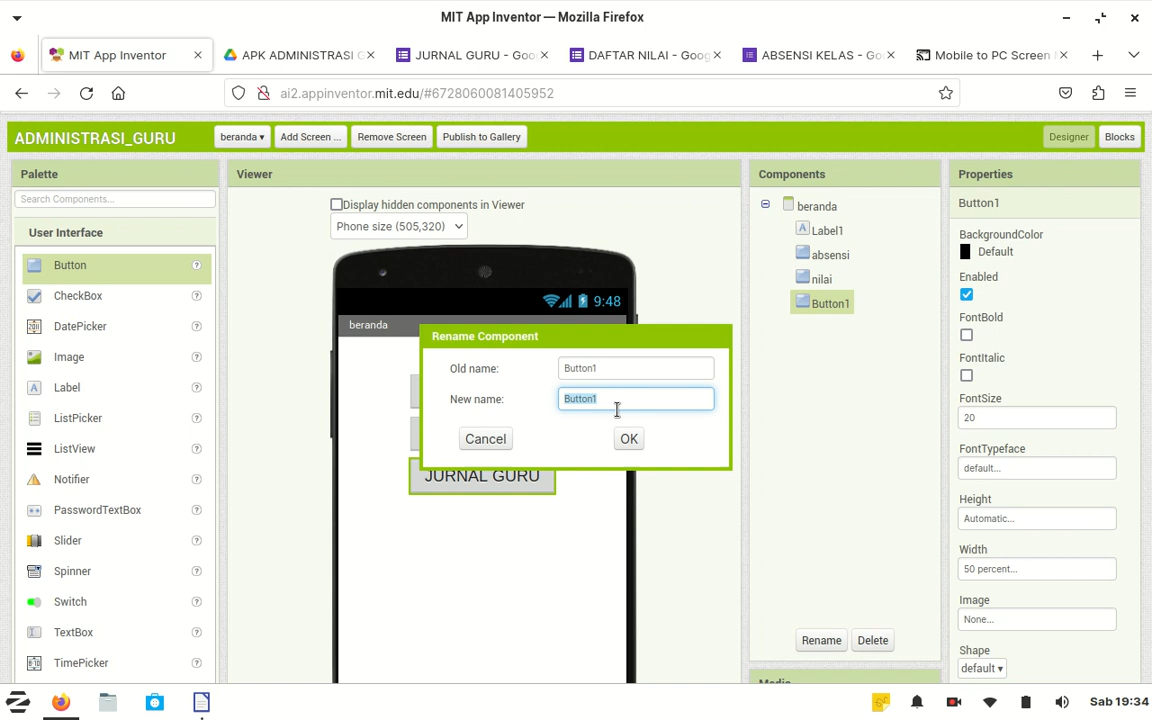 MIT App Inventor — Mozilla Firefox
MIT App Inventor
APK ADMINISTRASI G
JURNAL GURU - Goo
DAFTAR NILAI - Goog
ABSENSI KELAS - Go
Mobile to PC Screen
ai2.appinventor.mit.edu/#6728060081405952
ADMINISTRASI_GURU
beranda
Add Screen ...
Remove Screen
Publish to Gallery
Designer
Blocks
Palette
Search Components...
User Interface
Button
CheckBox
DatePicker
Image
Label
ListPicker
ListView
Notifier
PasswordTextBox
Slider
Spinner
Switch
TextBox
TimePicker
Viewer
Display hidden components in Viewer
Phone size (505,320)
9:48
beranda
Rename Component
Old name:
Button1
New name:
Button1
Cancel
OK
JURNAL GURU
Components
beranda
Label1
absensi
nilai
Button1
Rename
Delete
Properties
Button1
BackgroundColor
Default
Enabled
FontBold
FontItalic
FontSize
20
FontTypeface
default...
Height
Automatic...
Width
50 percent...
Image
None...
Shape
default
Sab 19:34